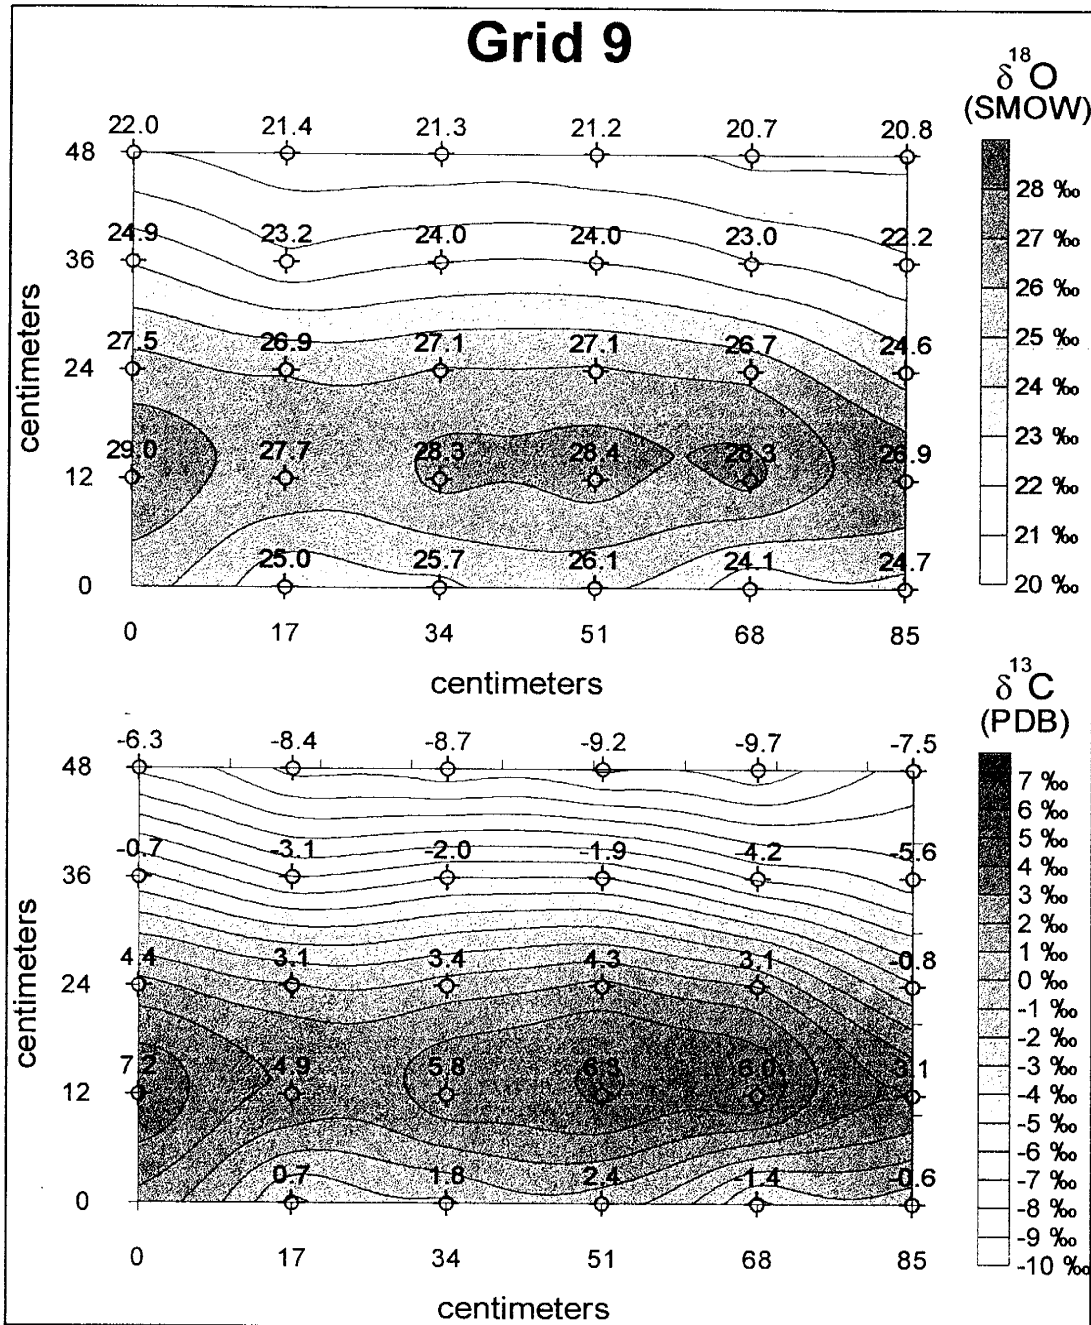 Grid 9
δ18O
(SMOW)
22.0 21.4 21.3 21.2 20.7 20.8
48
28 ‰
24.9 23.2 24.0 24.0 23.0 22.2
36
27 ‰
26 ‰
27.5 26.9 27.1 27.1 26.7 24.6
24
25 ‰
24 ‰
29.0 27.7 28.3 28.4 28.3 26.9
12
23 ‰
22 ‰
21 ‰
25.0 25.7 26.1 24.1 24.7
0
20 ‰
centimeters
0 17 34 51 68 85
centimeters
δ13C
(PDB)
-6.3 -8.4 -8.7 -9.2 -9.7 -7.5
48
7 ‰
6 ‰
5 ‰
-0.7 -3.1 -2.0 -1.9 -4.2 -5.6
36
4 ‰
3 ‰
2 ‰
1 ‰
4.4 3.1 3.4 4.3 3.1 -0.8
24
0 ‰
-1 ‰
-2 ‰
-3 ‰
7.2 4.9 5.8 6.3 6.0 3.1
12
-4 ‰
-5 ‰
-6 ‰
-7 ‰
0.7 1.8 2.4 -1.4 -0.6
0
-8 ‰
-9 ‰
-10 ‰
centimeters
0 17 34 51 68 85
centimeters